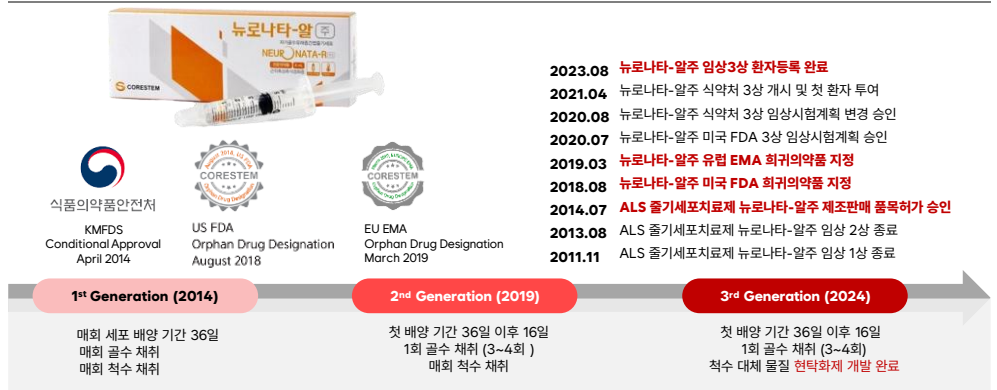 뉴로나타-알 주
NEURONATA-R
CORESTEM
2023.08 뉴로나타-알주 임상3상 환자등록 완료
2021.04 뉴로나타-알주 식약처 3상 개시 및 첫 환자 투여
2020.08 뉴로나타-알주 식약처 3상 임상시험계획 변경 승인
2020.07 뉴로나타-알주 미국 FDA 3상 임상시험계획 승인
2019.03 뉴로나타-알주 유럽 EMA 희귀의약품 지정
2018.08 뉴로나타-알주 미국 FDA 희귀의약품 지정
2014.07 ALS 줄기세포치료제 뉴로나타-알주 제조판매 품목허가 승인
2013.08 ALS 줄기세포치료제 뉴로나타-알주 임상 2상 종료
2011.11 ALS 줄기세포치료제 뉴로나타-알주 임상 1상 종료
식품의약품안전처
KMFDS
Conditional Approval
April 2014
August 2018, US FDA
CORESTEM
Orphan Drug Designation
US FDA
Orphan Drug Designation
August 2018
CORESTEM
Orphan Drug Designation
EU EMA
Orphan Drug Designation
March 2019
1st Generation (2014)
2nd Generation (2019)
3rd Generation (2024)
매회 세포 배양 기간 36일
매회 골수 채취
매회 척수 채취
첫 배양 기간 36일 이후 16일
1회 골수 채취 (3~4회 )
매회 척수 채취
첫 배양 기간 36일 이후 16일
1회 골수 채취 (3~4회)
척수 대체 물질 현탁화제 개발 완료